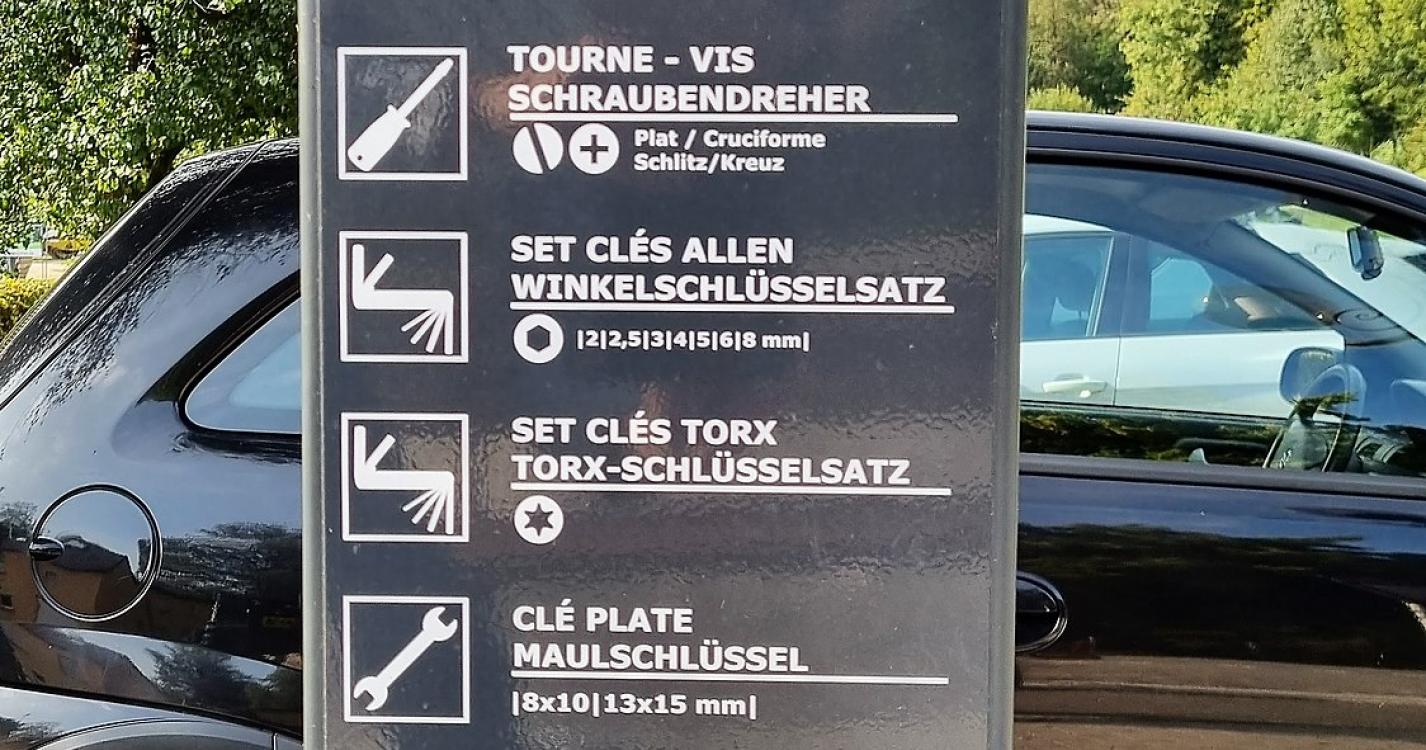 TOURNE - VIS
SCHRAUBENDREHER
Plat / Cruciforme
Schlitz/Kreuz
SET CLÉS ALLEN
WINKELSCHLÜSSELSATZ
|2|2,5|3|4|5|6|8 mm|
SET CLÉS TORX
TORX-SCHLÜSSELSATZ
CLÉ PLATE
MAULSCHLÜSSEL
|8x10|13x15 mm|